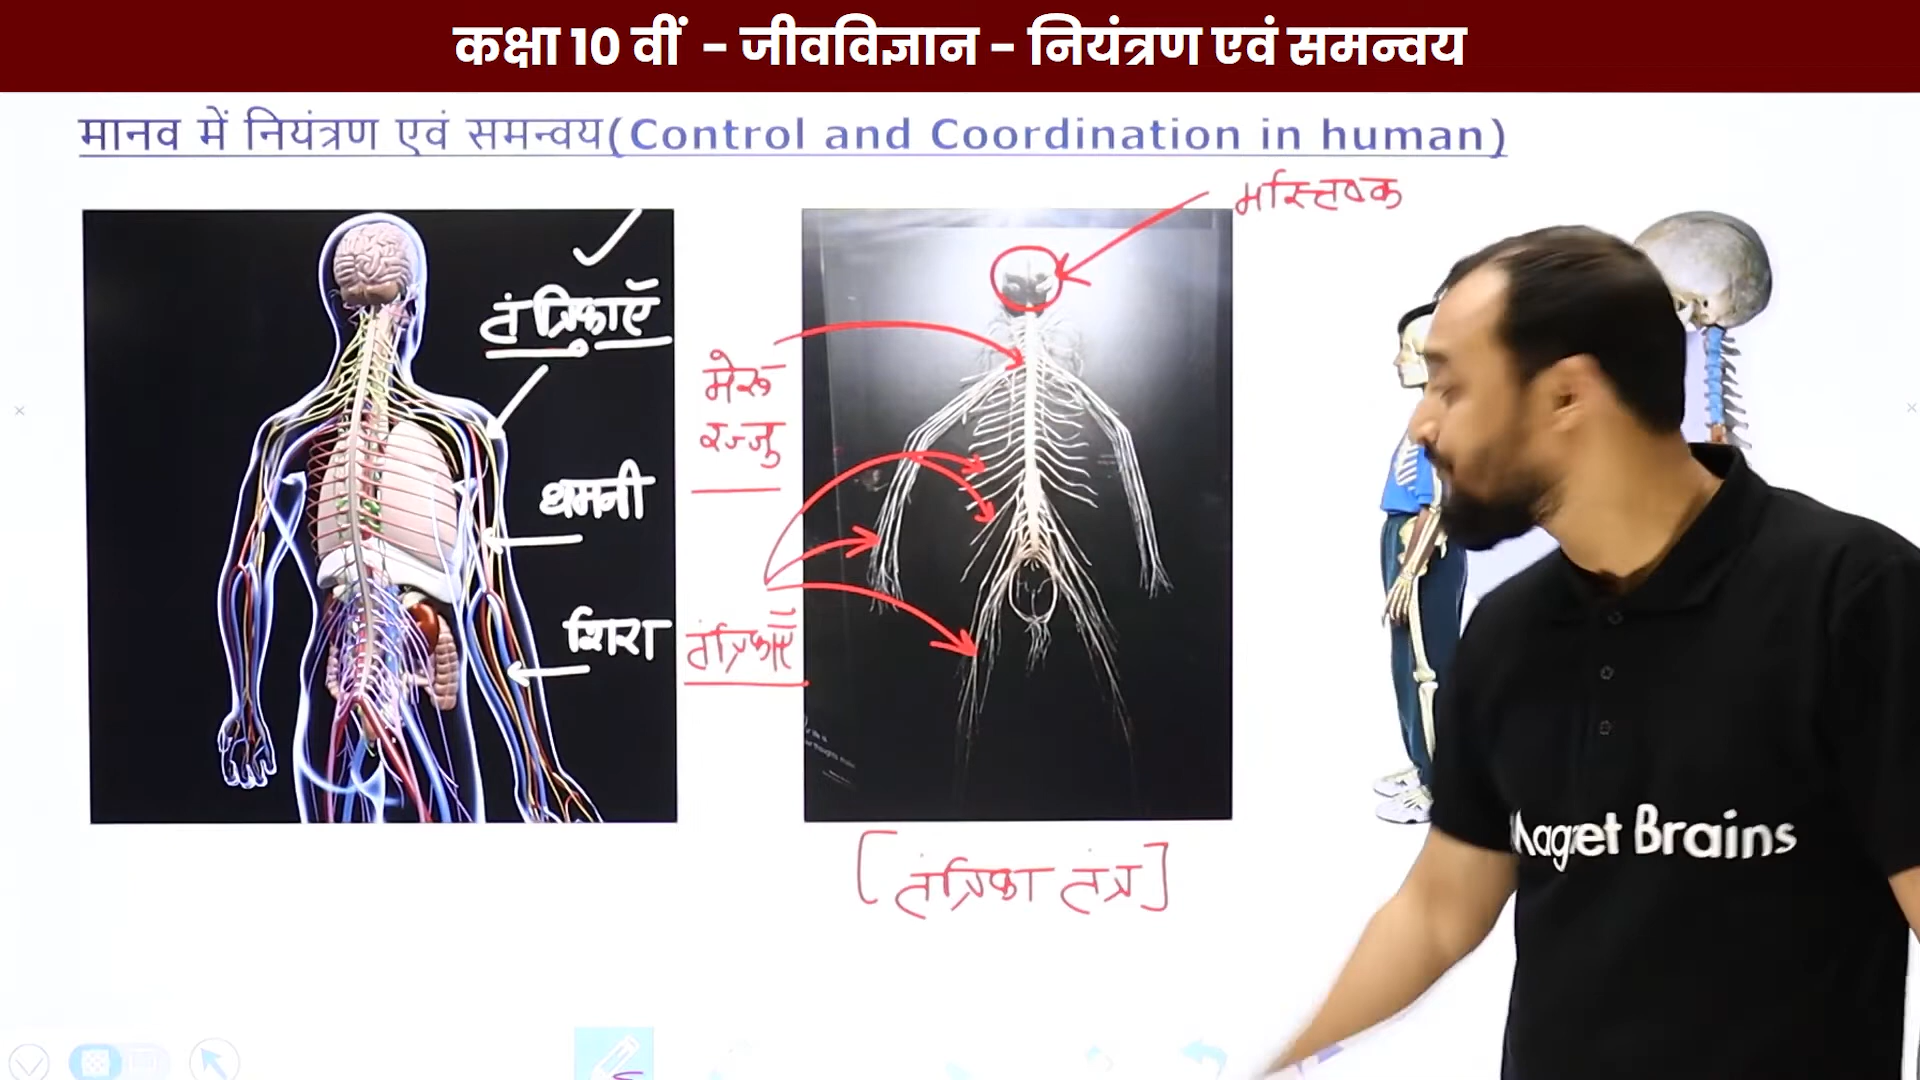 कक्षा 10 वीं - जीवविज्ञान - नियंत्रण एवं समन्वय
मानव में नियंत्रण एवं समन्वय(Control and Coordination in human)
मस्तिष्क
तंत्रिकाएँ
मेरू
रज्जु
धमनी
शिरा
तंत्रिकाएँ
[तंत्रिका तंत्र]
Magnet Brains